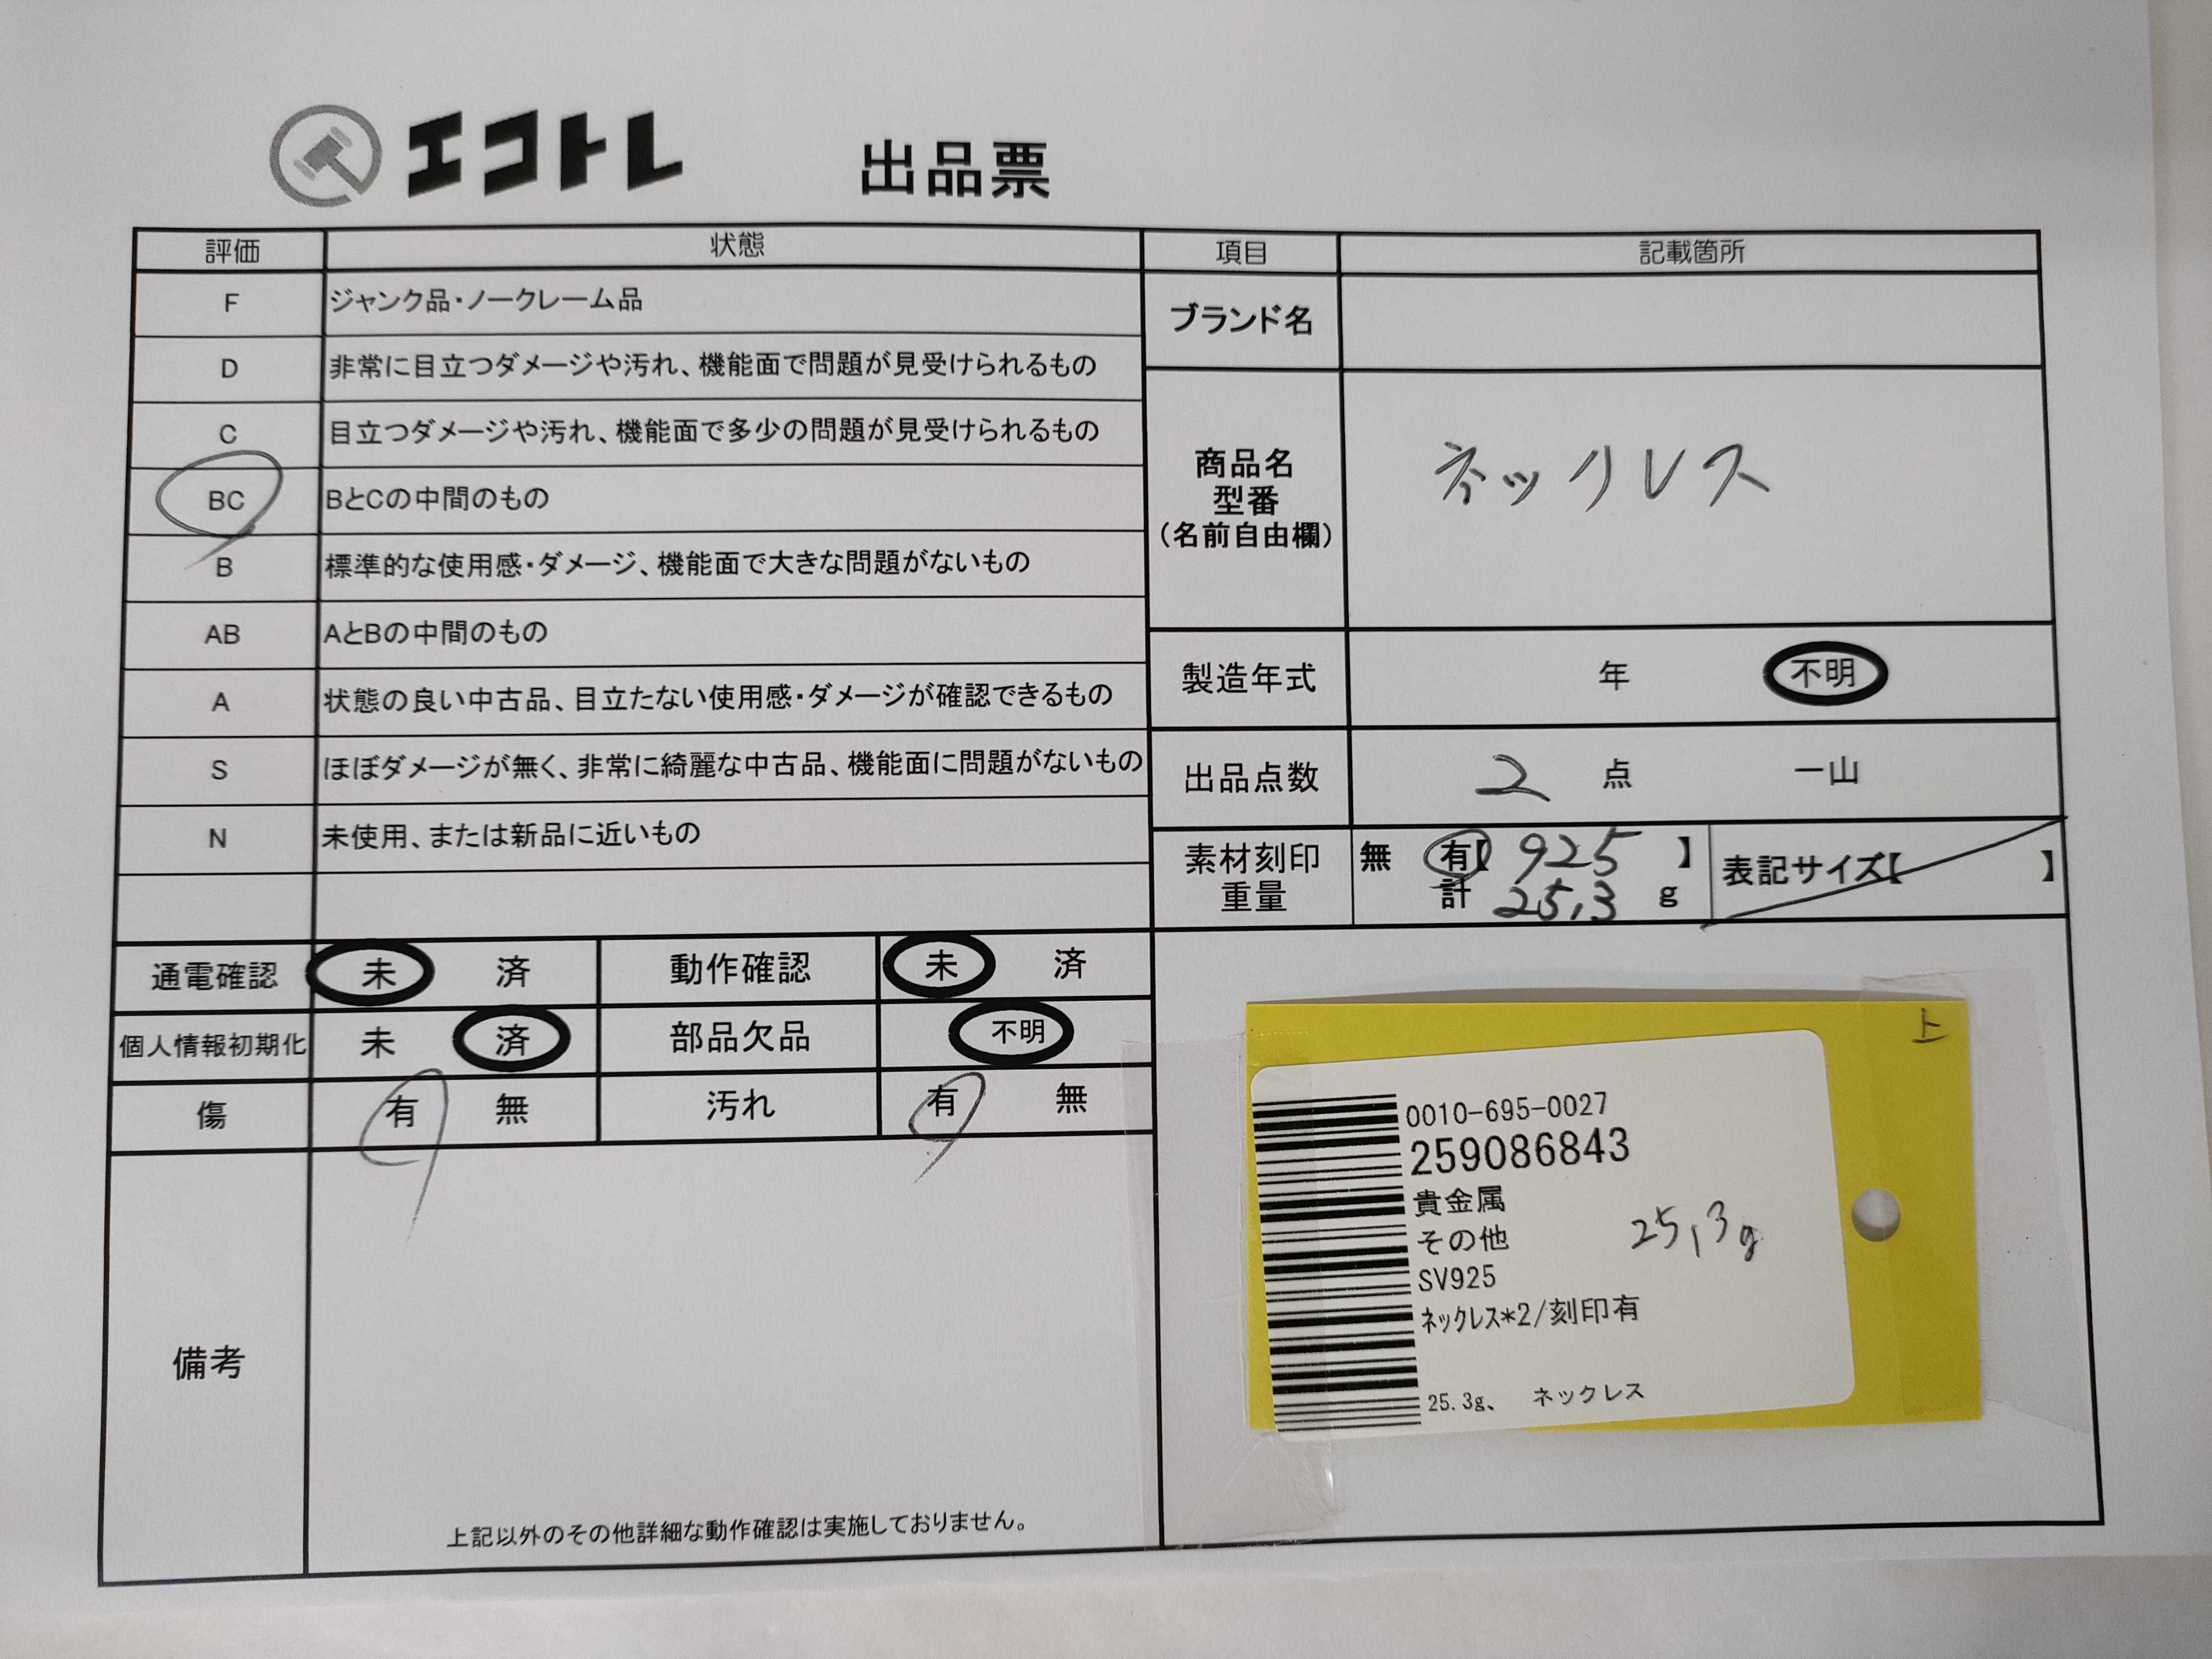 エコトレ 出品票
評価 状態
F ジャンク品・ノークレーム品
D 非常に目立つダメージや汚れ、機能面で問題が見受けられるもの
C 目立つダメージや汚れ、機能面で多少の問題が見受けられるもの
BC BとCの中間のもの
B 標準的な使用感・ダメージ、機能面で大きな問題がないもの
AB AとBの中間のもの
A 状態の良い中古品、目立たない使用感・ダメージが確認できるもの
S ほぼダメージが無く、非常に綺麗な中古品、機能面に問題がないもの
N 未使用、または新品に近いもの
通電確認 未 済 動作確認 未 済
個人情報初期化 未 済 部品欠品 不明
傷 有 無 汚れ 有 無
備考
上記以外のその他詳細な動作確認は実施しておりません。
項目 記載箇所
ブランド名
商品名
型番
(名前自由欄)
ネックレス
製造年式 年 不明
出品点数 2 点 一山
素材刻印 無 有【 925 】
重量 計 25,3 g
表記サイズ【 】
上
0010-695-0027
259086843
貴金属
その他
SV925
ネックレス*2/刻印有
25,3g
25.3g、 ネックレス